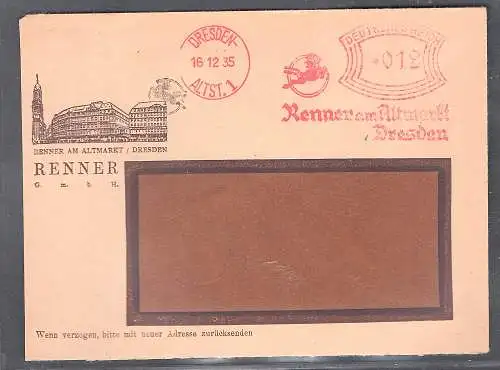 DRESDEN-
16 12 35
ALTST. 1
DEUTSCHES REICH
012
Renner am Altmarkt
/ Dresden
RENNER AM ALTMARKT / DRESDEN
RENNER
G. m. b. H.
Wenn verzogen, bitte mit neuer Adresse zurücksenden